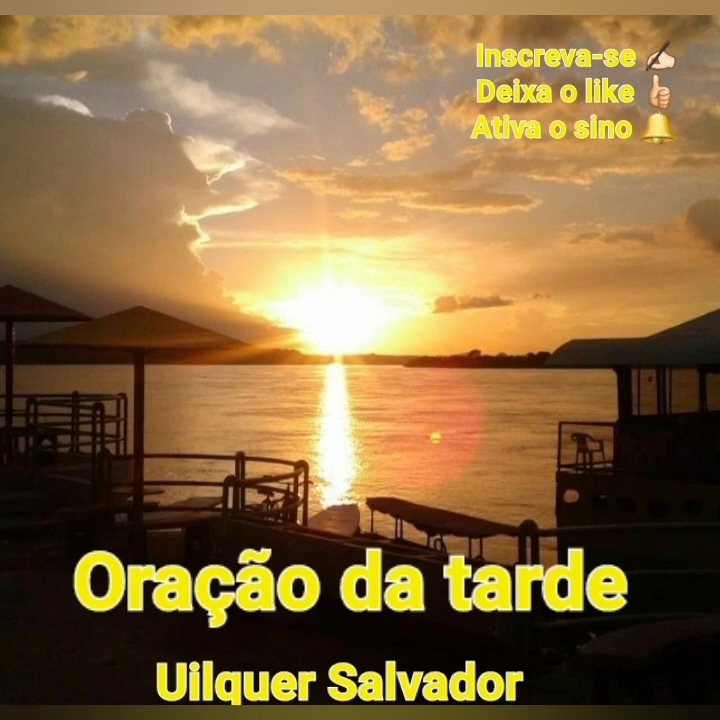 Inscreva-se ✍🏻
Deixa o like 👍🏻
Ativa o sino 🔔
Oração da tarde
Uilquer Salvador